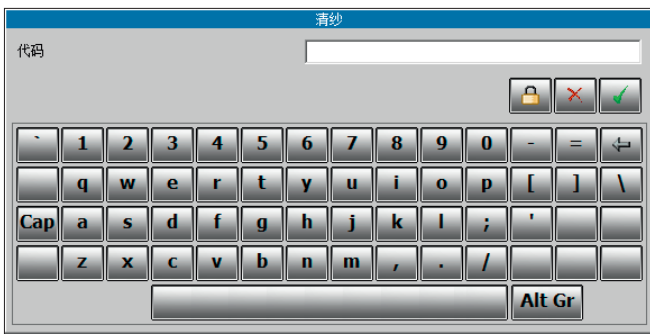 清纱
代码
` 1 2 3 4 5 6 7 8 9 0 - =
q w e r t y u i o p [ ] \
Cap a s d f g h j k l ; '
z x c v b n m , . /
Alt Gr